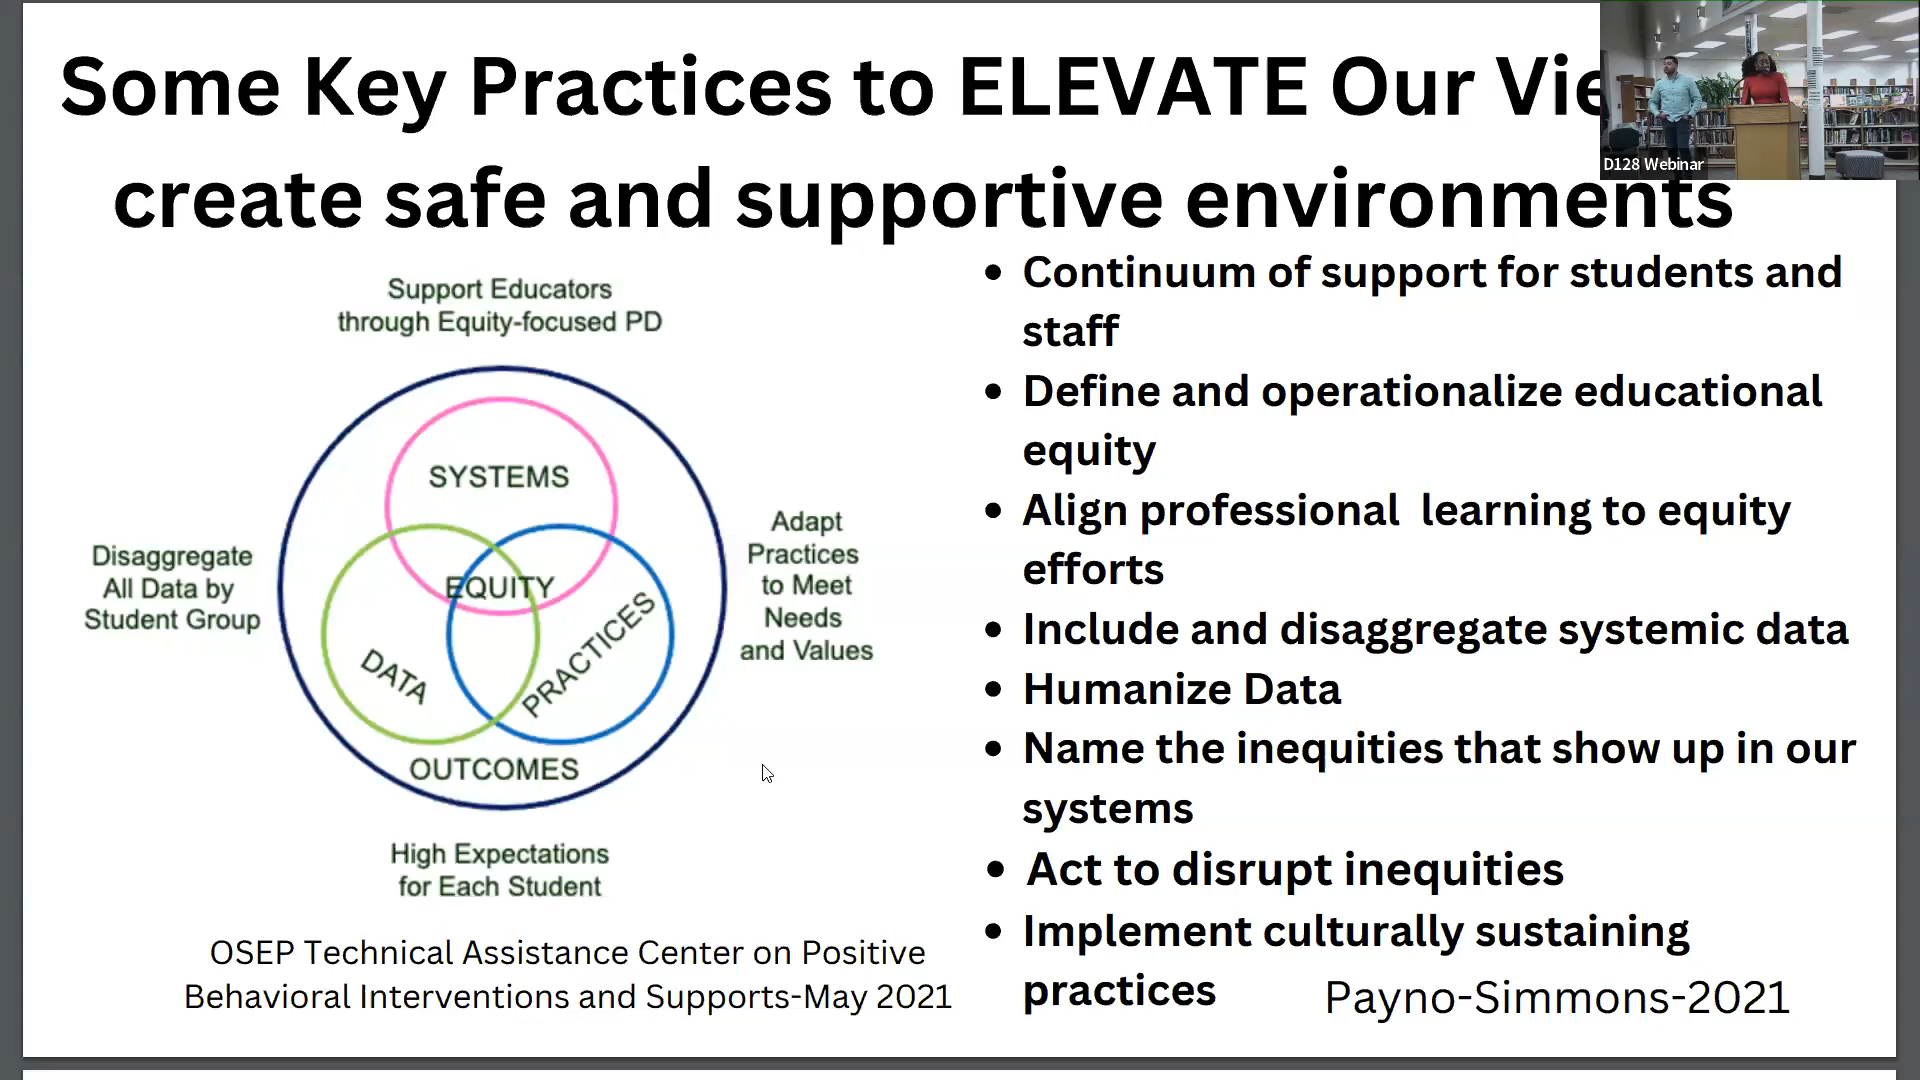 Some Key Practices to ELEVATE Our
create safe and supportive environments
D128 Webinar
Support Educators
through Equity-focused PD
SYSTEMS
EQUITY
DATA
PRACTICES
OUTCOMES
Disaggregate
All Data by
Student Group
Adapt
Practices
to Meet
Needs
and Values
High Expectations
for Each Student
OSEP Technical Assistance Center on Positive
Behavioral Interventions and Supports-May 2021
• Continuum of support for students and
staff
• Define and operationalize educational
equity
• Align professional learning to equity
efforts
• Include and disaggregate systemic data
• Humanize Data
• Name the inequities that show up in our
systems
• Act to disrupt inequities
• Implement culturally sustaining
practices
Payno-Simmons-2021